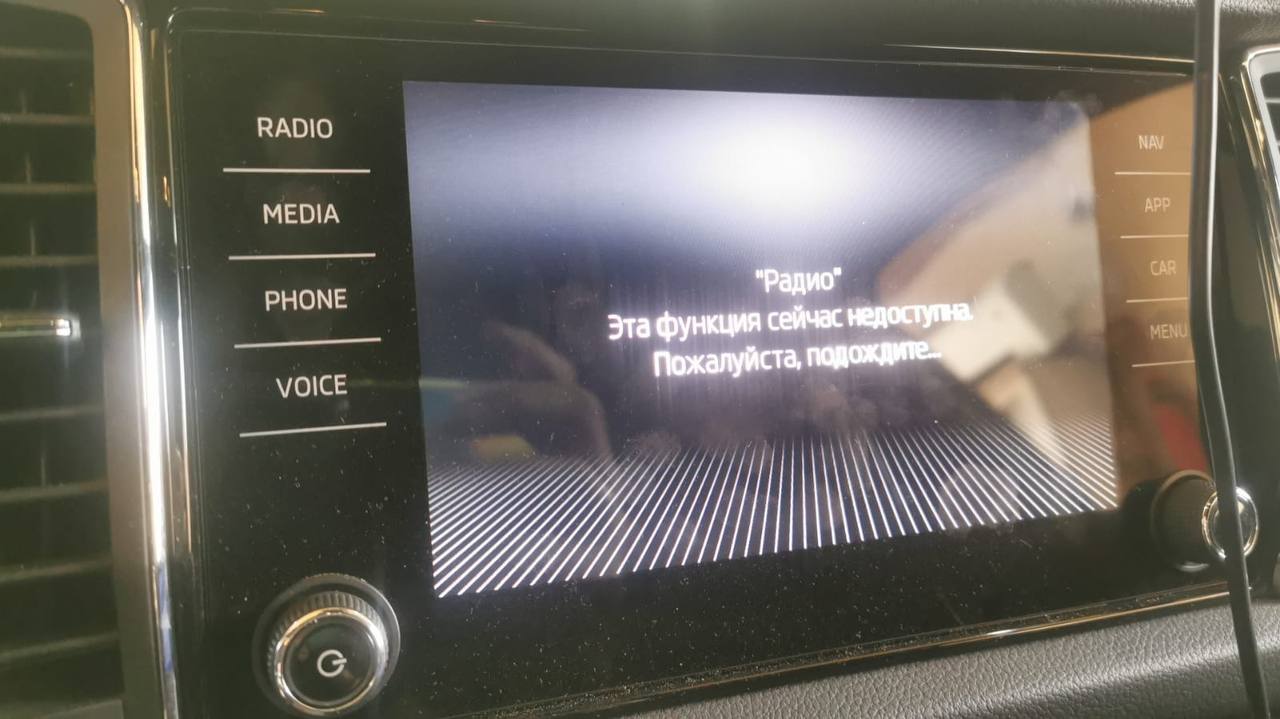 RADIO
MEDIA
PHONE
VOICE
"Радио"
Эта функция сейчас недоступна.
Пожалуйста, подождите...
NAV
APP
CAR
MENU